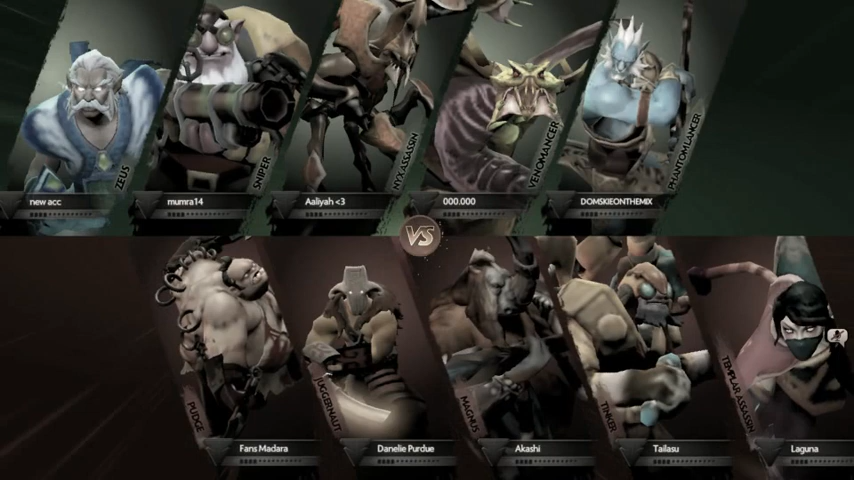 ZEUS
SNIPER
NYX ASSASSIN
VENOMANCER
PHANTOM LANCER
new acc
mumra14
Aaliyah <3
000.000
DOMSKIEONTHEMIX
VS
PUDGE
JUGGERNAUT
MAGNUS
TINKER
TEMPLAR ASSASSIN
Fans Madara
Danelie Purdue
Akashi
Tailasu
Laguna